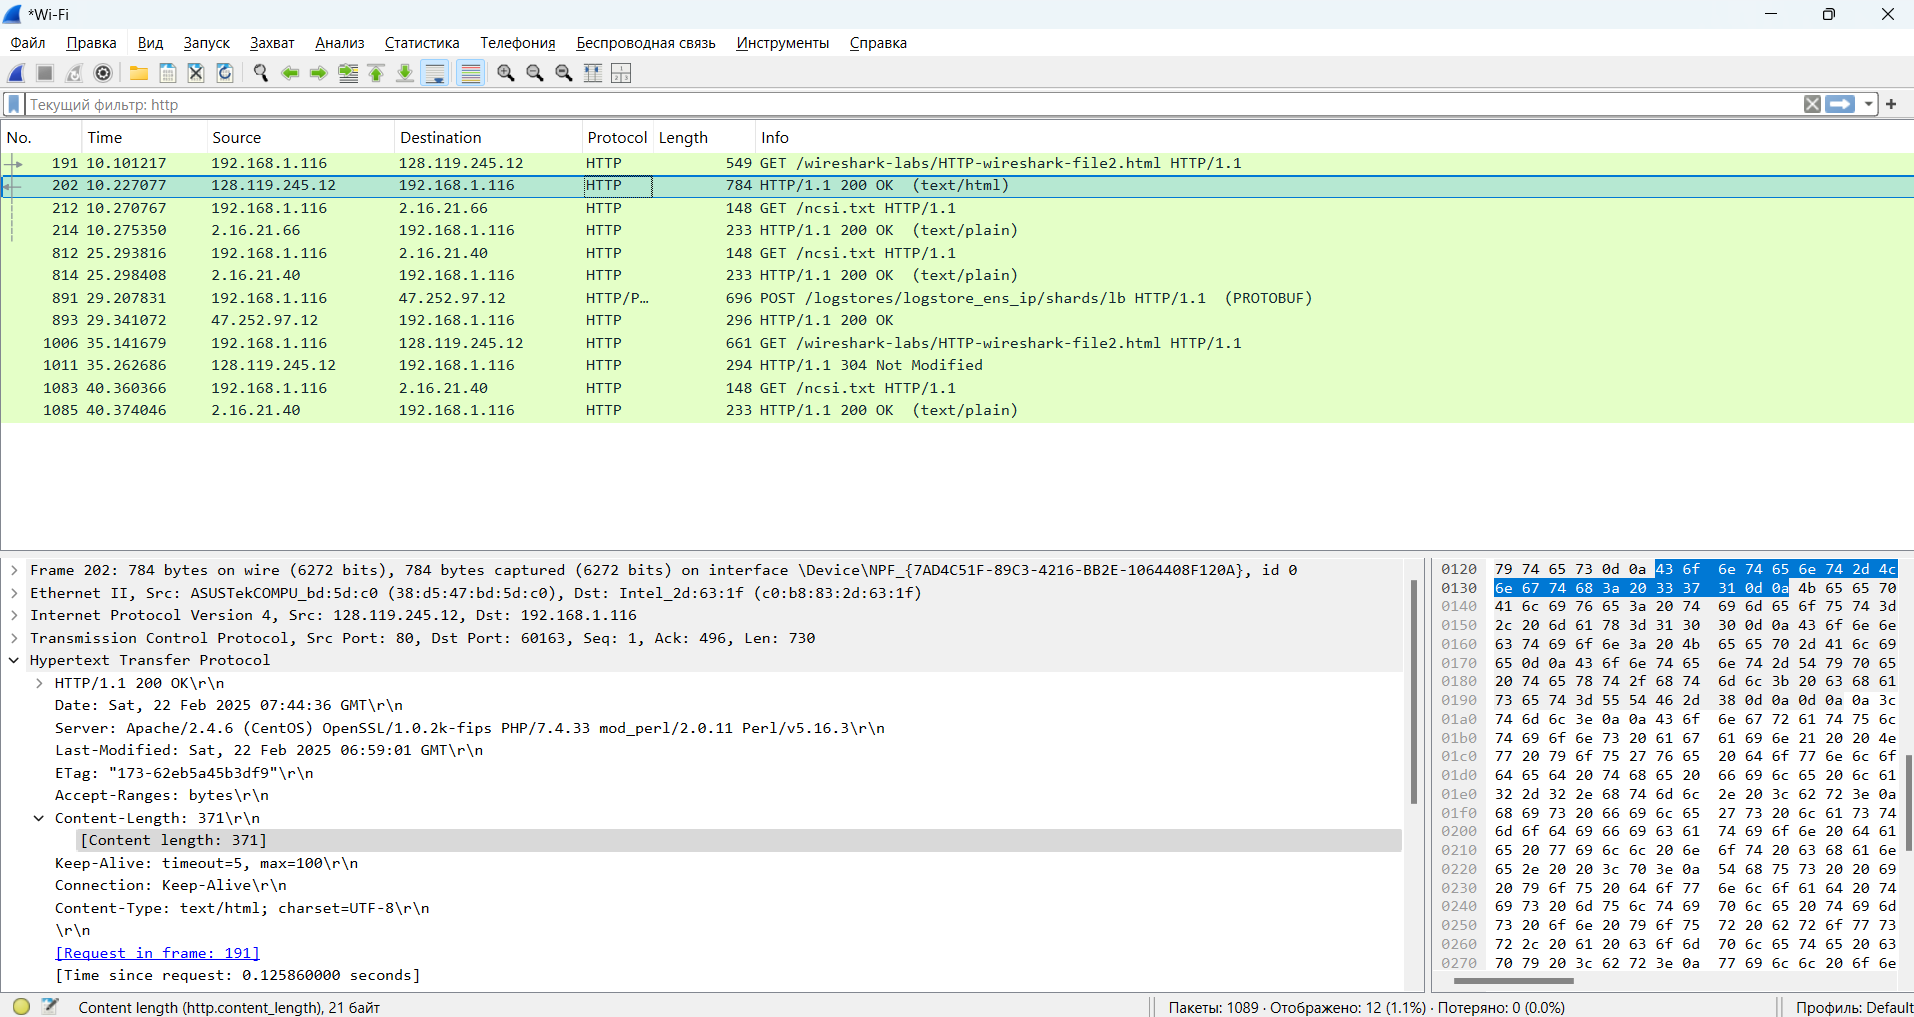 *Wi-Fi
Файл Правка Вид Запуск Захват Анализ Статистика Телефония Беспроводная связь Инструменты Справка
Текущий фильтр: http
No. Time Source Destination Protocol Length Info
191 10.101217 192.168.1.116 128.119.245.12 HTTP 549 GET /wireshark-labs/HTTP-wireshark-file2.html HTTP/1.1
202 10.227077 128.119.245.12 192.168.1.116 HTTP 784 HTTP/1.1 200 OK (text/html)
212 10.270767 192.168.1.116 2.16.21.66 HTTP 148 GET /ncsi.txt HTTP/1.1
214 10.275350 2.16.21.66 192.168.1.116 HTTP 233 HTTP/1.1 200 OK (text/plain)
812 25.293816 192.168.1.116 2.16.21.40 HTTP 148 GET /ncsi.txt HTTP/1.1
814 25.298408 2.16.21.40 192.168.1.116 HTTP 233 HTTP/1.1 200 OK (text/plain)
891 29.207831 192.168.1.116 47.252.97.12 HTTP/P… 696 POST /logstores/logstore_ens_ip/shards/lb HTTP/1.1 (PROTOBUF)
893 29.341072 47.252.97.12 192.168.1.116 HTTP 296 HTTP/1.1 200 OK
1006 35.141679 192.168.1.116 128.119.245.12 HTTP 661 GET /wireshark-labs/HTTP-wireshark-file2.html HTTP/1.1
1011 35.262686 128.119.245.12 192.168.1.116 HTTP 294 HTTP/1.1 304 Not Modified
1083 40.360366 192.168.1.116 2.16.21.40 HTTP 148 GET /ncsi.txt HTTP/1.1
1085 40.374046 2.16.21.40 192.168.1.116 HTTP 233 HTTP/1.1 200 OK (text/plain)
Frame 202: 784 bytes on wire (6272 bits), 784 bytes captured (6272 bits) on interface \Device\NPF_{7AD4C51F-89C3-4216-BB2E-1064408F120A}, id 0
Ethernet II, Src: ASUSTekCOMPU_bd:5d:c0 (38:d5:47:bd:5d:c0), Dst: Intel_2d:63:1f (c0:b8:83:2d:63:1f)
Internet Protocol Version 4, Src: 128.119.245.12, Dst: 192.168.1.116
Transmission Control Protocol, Src Port: 80, Dst Port: 60163, Seq: 1, Ack: 496, Len: 730
Hypertext Transfer Protocol
HTTP/1.1 200 OK\r\n
Date: Sat, 22 Feb 2025 07:44:36 GMT\r\n
Server: Apache/2.4.6 (CentOS) OpenSSL/1.0.2k-fips PHP/7.4.33 mod_perl/2.0.11 Perl/v5.16.3\r\n
Last-Modified: Sat, 22 Feb 2025 06:59:01 GMT\r\n
ETag: "173-62eb5a45b3df9"\r\n
Accept-Ranges: bytes\r\n
Content-Length: 371\r\n
[Content length: 371]
Keep-Alive: timeout=5, max=100\r\n
Connection: Keep-Alive\r\n
Content-Type: text/html; charset=UTF-8\r\n
\r\n
[Request in frame: 191]
[Time since request: 0.125860000 seconds]
0120 79 74 65 73 0d 0a 43 6f 6e 74 65 6e 74 2d 4c
0130 6e 67 74 68 3a 20 33 37 31 0d 0a 4b 65 65 70
0140 41 6c 69 76 65 3a 20 74 69 6d 65 6f 75 74 3d
0150 2c 20 6d 61 78 3d 31 30 30 0d 0a 43 6f 6e 6e
0160 63 74 69 6f 6e 3a 20 4b 65 65 70 2d 41 6c 69
0170 65 0d 0a 43 6f 6e 74 65 6e 74 2d 54 79 70 65
0180 20 74 65 78 74 2f 68 74 6d 6c 3b 20 63 68 61
0190 73 65 74 3d 55 54 46 2d 38 0d 0a 0d 0a 0a 3c
01a0 74 6d 6c 3e 0a 0a 43 6f 6e 67 72 61 74 75 6c
01b0 74 69 6f 6e 73 20 61 67 61 69 6e 21 20 20 4e
01c0 77 20 79 6f 75 27 76 65 20 64 6f 77 6e 6c 6f
01d0 64 65 64 20 74 68 65 20 66 69 6c 65 20 6c 61
01e0 32 2d 32 2e 68 74 6d 6c 2e 20 3c 62 72 3e 0a
01f0 68 69 73 20 66 69 6c 65 27 73 20 6c 61 73 74
0200 6d 6f 64 69 66 69 63 61 74 69 6f 6e 20 64 61
0210 65 20 77 69 6c 6c 20 6e 6f 74 20 63 68 61 6e
0220 65 2e 20 20 3c 70 3e 0a 54 68 75 73 20 20 69
0230 20 79 6f 75 20 64 6f 77 6e 6c 6f 61 64 20 74
0240 69 73 20 6d 75 6c 74 69 70 6c 65 20 74 69 6d
0250 73 20 6f 6e 20 79 6f 75 72 20 62 72 6f 77 73
0260 72 2c 20 61 20 63 6f 6d 70 6c 65 74 65 20 63
0270 70 79 20 3c 62 72 3e 0a 77 69 6c 6c 20 6f 6e
Content length (http.content_length), 21 байт
Пакеты: 1089 · Отображено: 12 (1.1%) · Потеряно: 0 (0.0%)
Профиль: Default